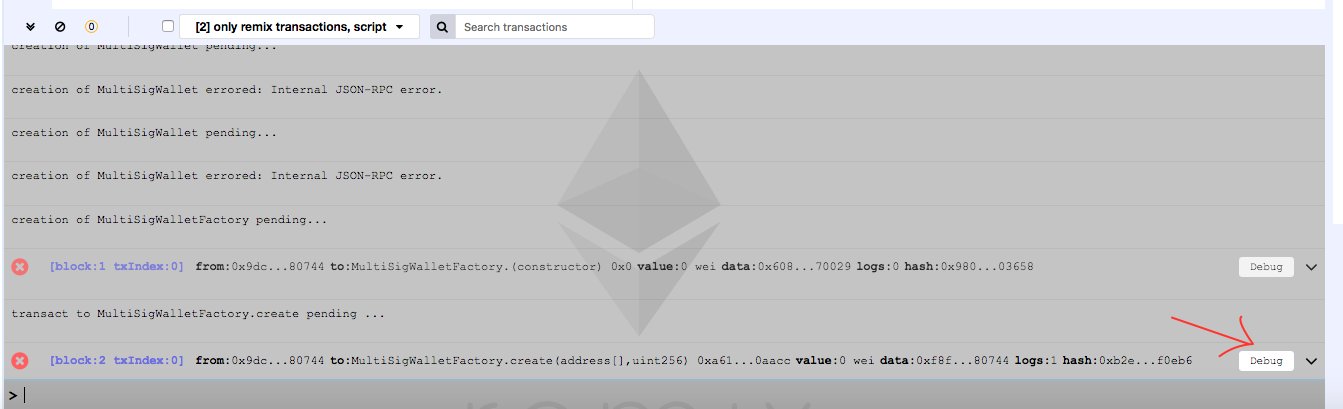 0
[2] only remix transactions, script
Search transactions
creation of MultiSigWallet pending...
creation of MultiSigWallet errored: Internal JSON-RPC error.
creation of MultiSigWallet pending...
creation of MultiSigWallet errored: Internal JSON-RPC error.
creation of MultiSigWalletFactory pending...
[block:1 txIndex:0] from:0x9dc...80744 to:MultiSigWalletFactory.(constructor) 0x0 value:0 wei data:0x608...70029 logs:0 hash:0x980...03658 Debug
transact to MultiSigWalletFactory.create pending ...
[block:2 txIndex:0] from:0x9dc...80744 to:MultiSigWalletFactory.create(address[],uint256) 0xa61...0aacc value:0 wei data:0xf8f...80744 logs:1 hash:0xb2e...f0eb6 Debug
>